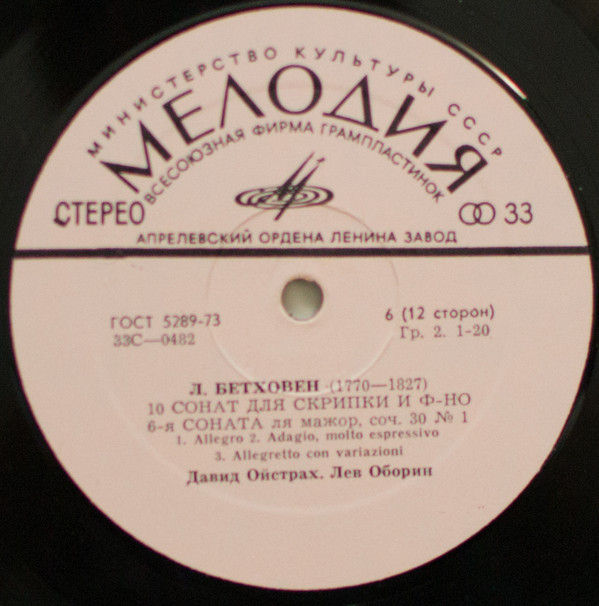 МИНИСТЕРСТВО КУЛЬТУРЫ СССР
МЕЛОДИЯ
ВСЕСОЮЗНАЯ ФИРМА ГРАМПЛАСТИНОК
СТЕРЕО
33
АПРЕЛЕВСКИЙ ОРДЕНА ЛЕНИНА ЗАВОД
ГОСТ 5289-73
6 (12 сторон)
33С—0482
Гр. 2. 1-20
Л. БЕТХОВЕН (1770—1827)
10 СОНАТ ДЛЯ СКРИПКИ И Ф-НО
6-я СОНАТА ля мажор, соч. 30 № 1
1. Allegro 2. Adagio, molto espressivo
3. Allegretto con variazioni
Давид Ойстрах. Лев Оборин